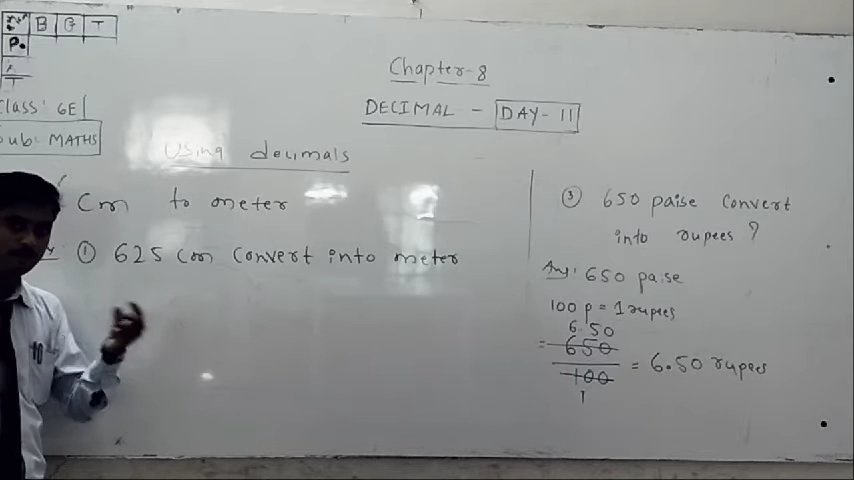 B G T
P.
T
Class: 6E
Sub: MATHS
Chapter-8
DECIMAL - DAY-11
Using decimals
Cm to meter
① 625 cm convert into meter
③ 650 paise convert
into rupees ?
Ans: 650 paise
100 p = 1 rupees
6.50
= 650
100 = 6.50 rupees
1